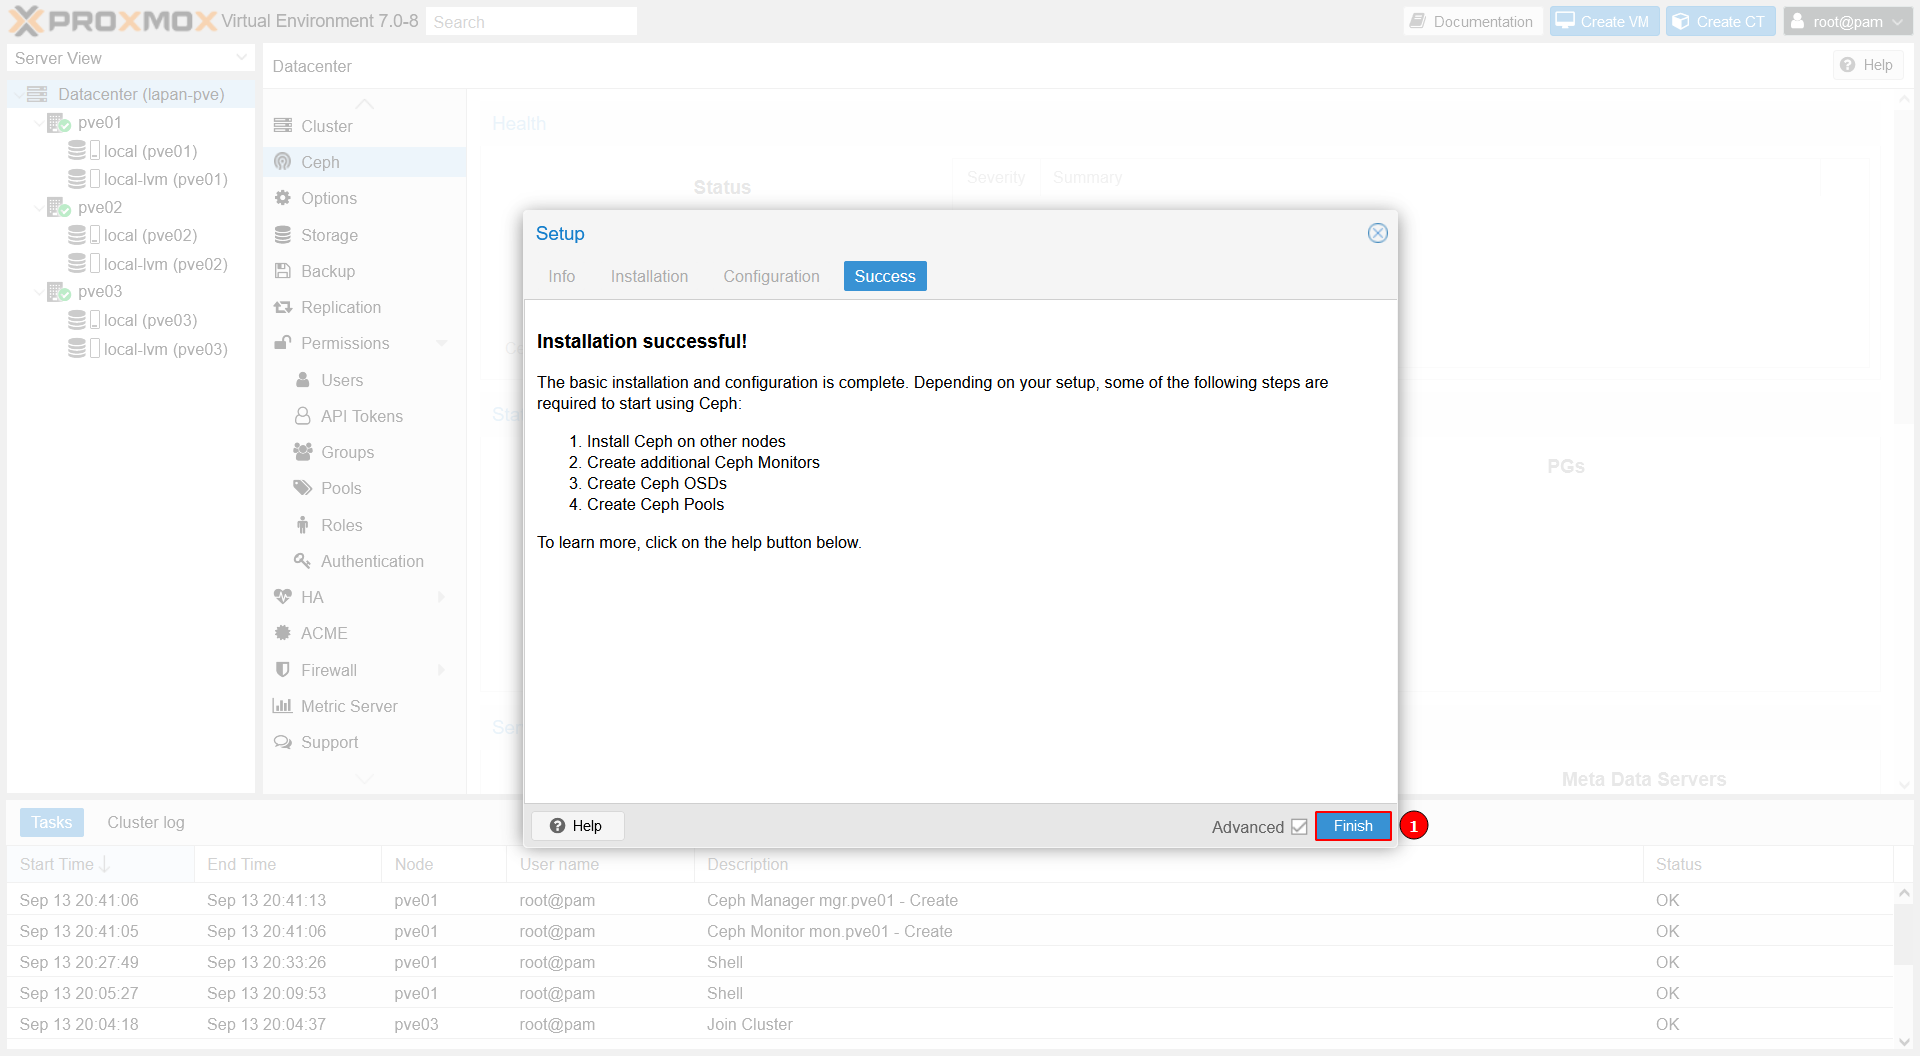 PROXMOX Virtual Environment 7.0-8
Search
Documentation
Create VM
Create CT
root@pam
Server View
Datacenter
Help
Datacenter (lapan-pve)
pve01
local (pve01)
local-lvm (pve01)
pve02
local (pve02)
local-lvm (pve02)
pve03
local (pve03)
local-lvm (pve03)
Cluster
Ceph
Options
Storage
Backup
Replication
Permissions
Users
API Tokens
Groups
Pools
Roles
Authentication
HA
ACME
Firewall
Metric Server
Support
Health
Status
Severity
Summary
PGs
Meta Data Servers
Setup
Info
Installation
Configuration
Success
Installation successful!
The basic installation and configuration is complete. Depending on your setup, some of the following steps are
required to start using Ceph:
1. Install Ceph on other nodes
2. Create additional Ceph Monitors
3. Create Ceph OSDs
4. Create Ceph Pools
To learn more, click on the help button below.
Help
Advanced
Finish
1
Tasks
Cluster log
Start Time
End Time
Node
User name
Description
Status
Sep 13 20:41:06 Sep 13 20:41:13 pve01 root@pam Ceph Manager mgr.pve01 - Create OK
Sep 13 20:41:05 Sep 13 20:41:06 pve01 root@pam Ceph Monitor mon.pve01 - Create OK
Sep 13 20:27:49 Sep 13 20:33:26 pve01 root@pam Shell OK
Sep 13 20:05:27 Sep 13 20:09:53 pve01 root@pam Shell OK
Sep 13 20:04:18 Sep 13 20:04:37 pve03 root@pam Join Cluster OK